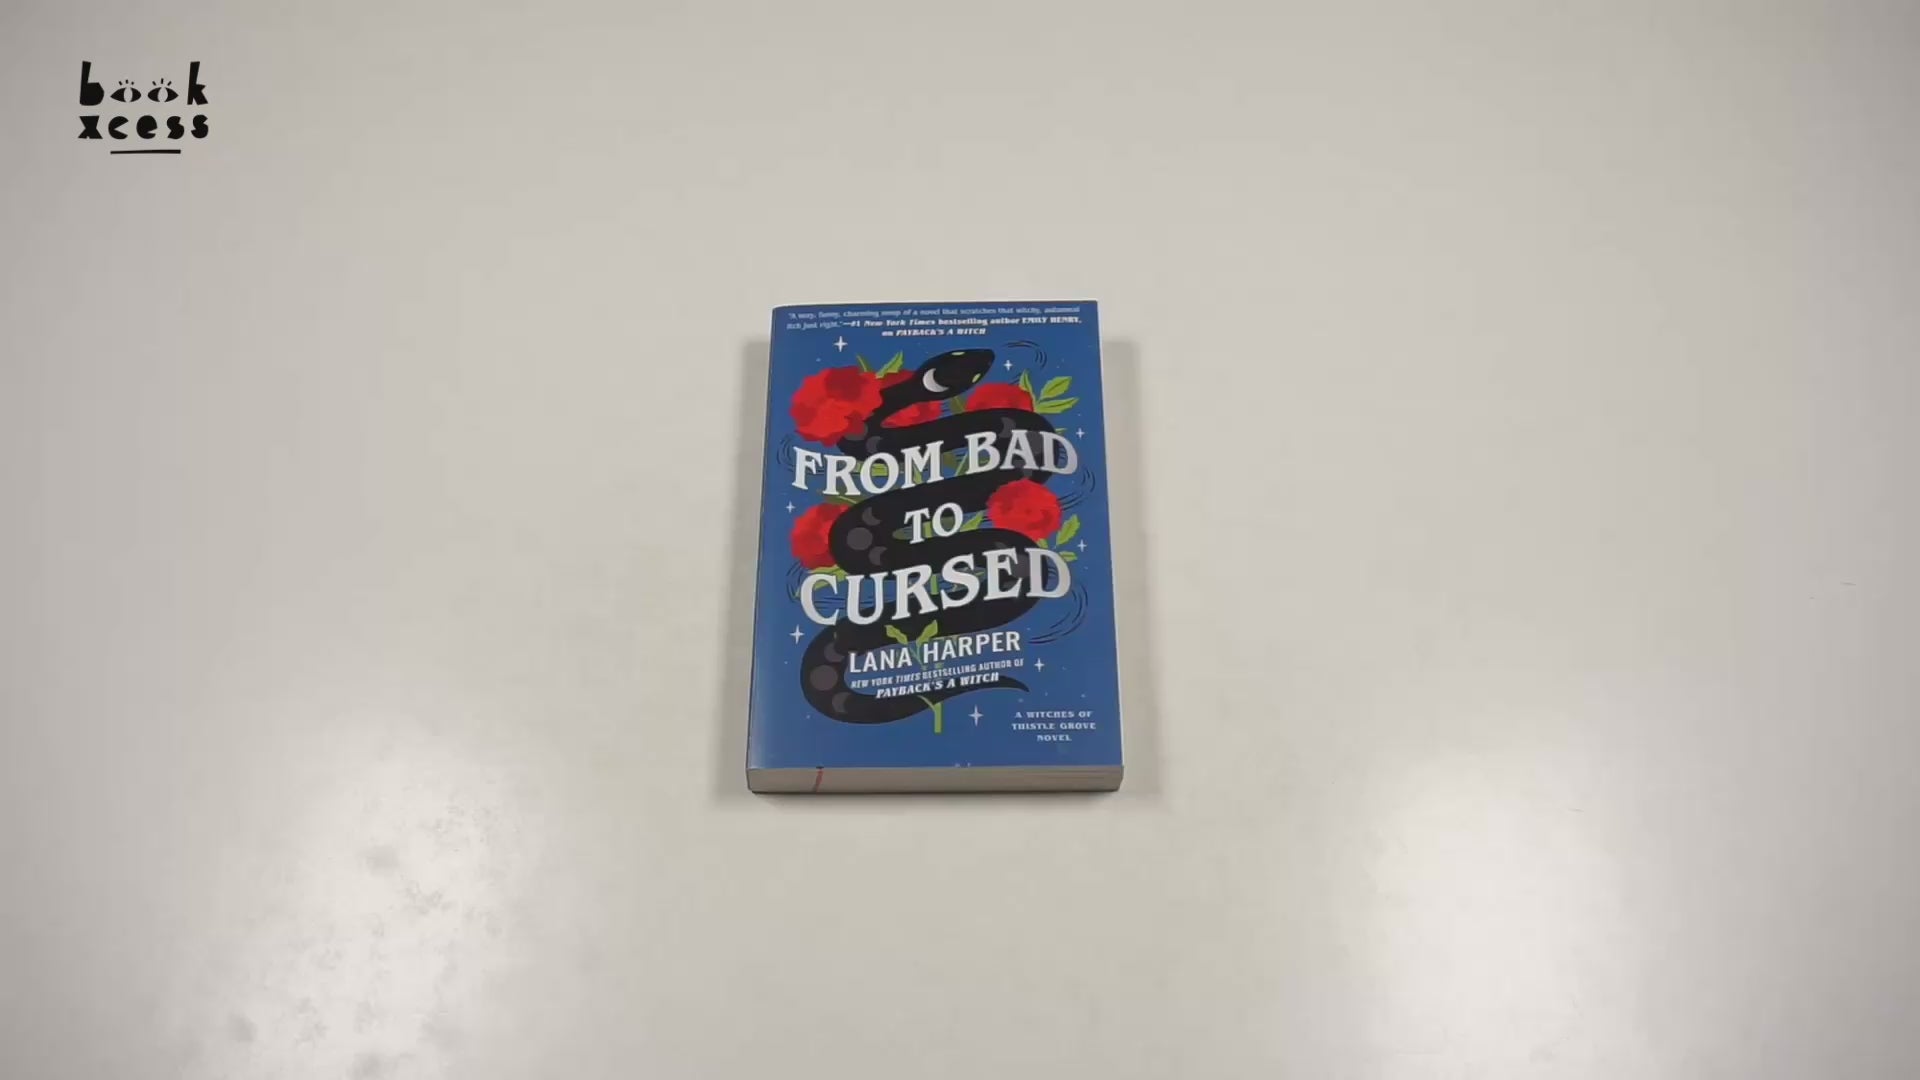 book
xcess
"A wry, funny, charming romp of a novel that scratches that witchy, autumnal
itch just right."—#1 New York Times bestselling author EMILY HENRY,
on PAYBACK'S A WITCH
FROM BAD
TO
CURSED
LANA HARPER
NEW YORK TIMES BESTSELLING AUTHOR OF
PAYBACK'S A WITCH
A WITCHES OF
THISTLE GROVE
NOVEL